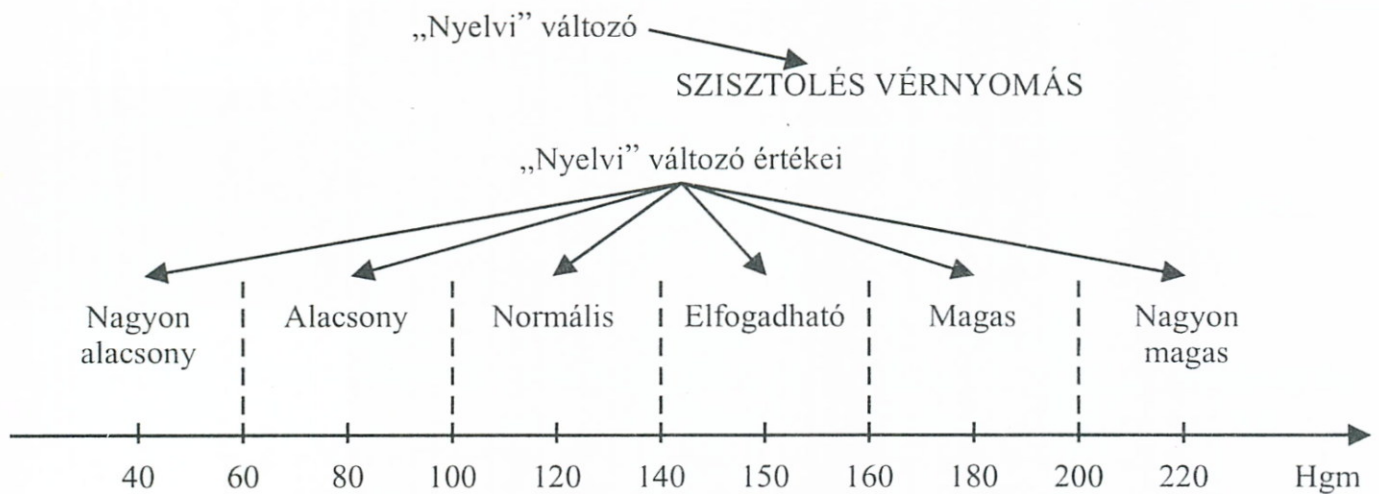 „Nyelvi” változó
SZISZTOLÉS VÉRNYOMÁS
„Nyelvi” változó értékei
Nagyon alacsony
Alacsony
Normális
Elfogadható
Magas
Nagyon magas
40 60 80 100 120 140 150 160 180 200 220 Hgm